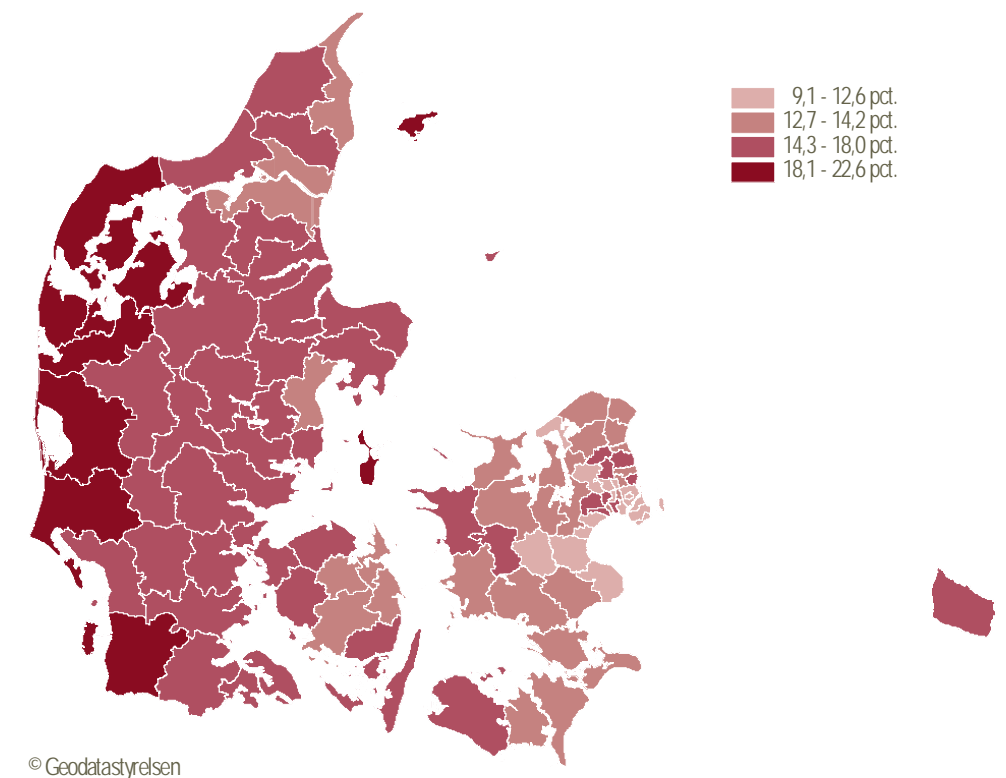 9,1 - 12,6 pct.
12,7 - 14,2 pct.
14,3 - 18,0 pct.
18,1 - 22,6 pct.
© Geodatastyrelsen